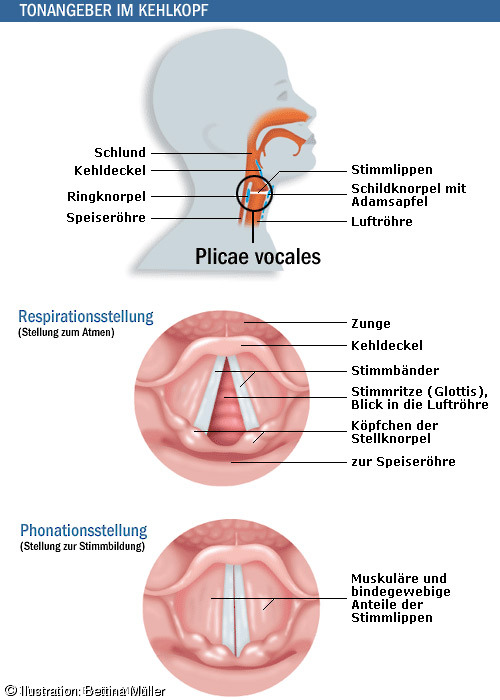 TONANGEBER IM KEHLKOPF
Schlund
Kehldeckel
Ringknorpel
Speiseröhre
Stimmlippen
Schildknorpel mit
Adamsapfel
Luftröhre
Plicae vocales
Respirationsstellung
(Stellung zum Atmen)
Zunge
Kehldeckel
Stimmbänder
Stimmritze (Glottis),
Blick in die Luftröhre
Köpfchen der
Stellknorpel
zur Speiseröhre
Phonationsstellung
(Stellung zur Stimmbildung)
Muskuläre und
bindegewebige
Anteile der
Stimmlippen
© Ilustration: Bettina Müller